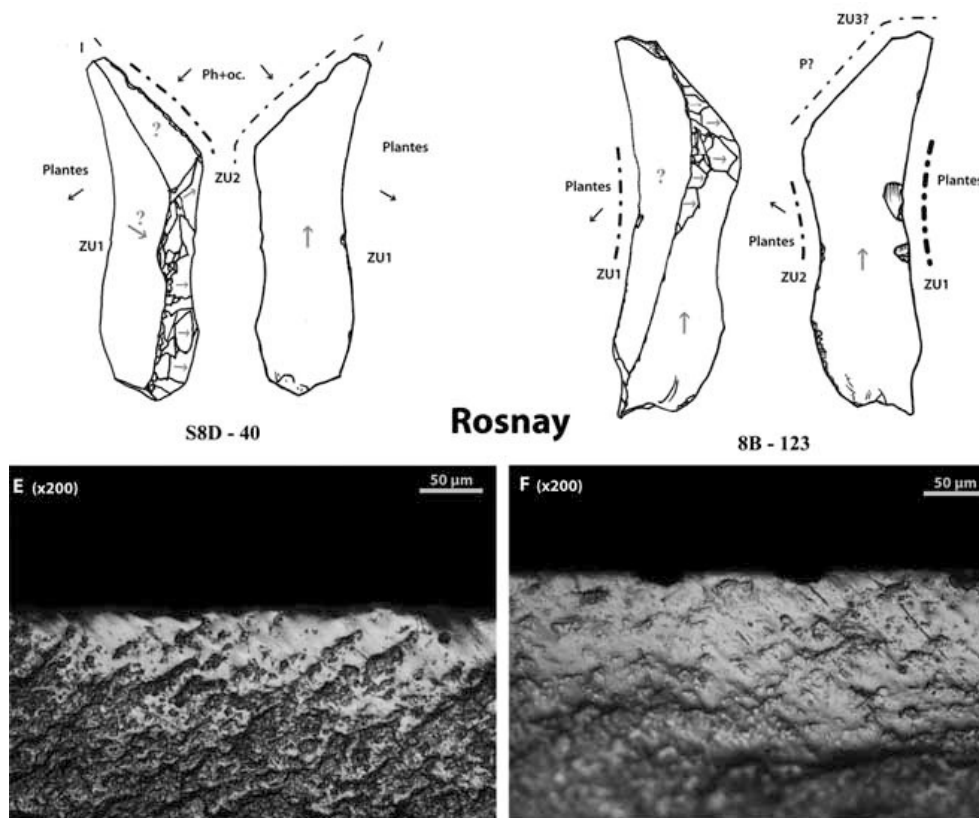 Ph+oc.
Plantes
Plantes
?
?
ZU2
ZU1
ZU1
S8D - 40
ZU3?
P?
Plantes
Plantes
Plantes
?
ZU1
ZU2
ZU1
8B - 123
Rosnay
E (x200)
50 µm
F (x200)
50 µm